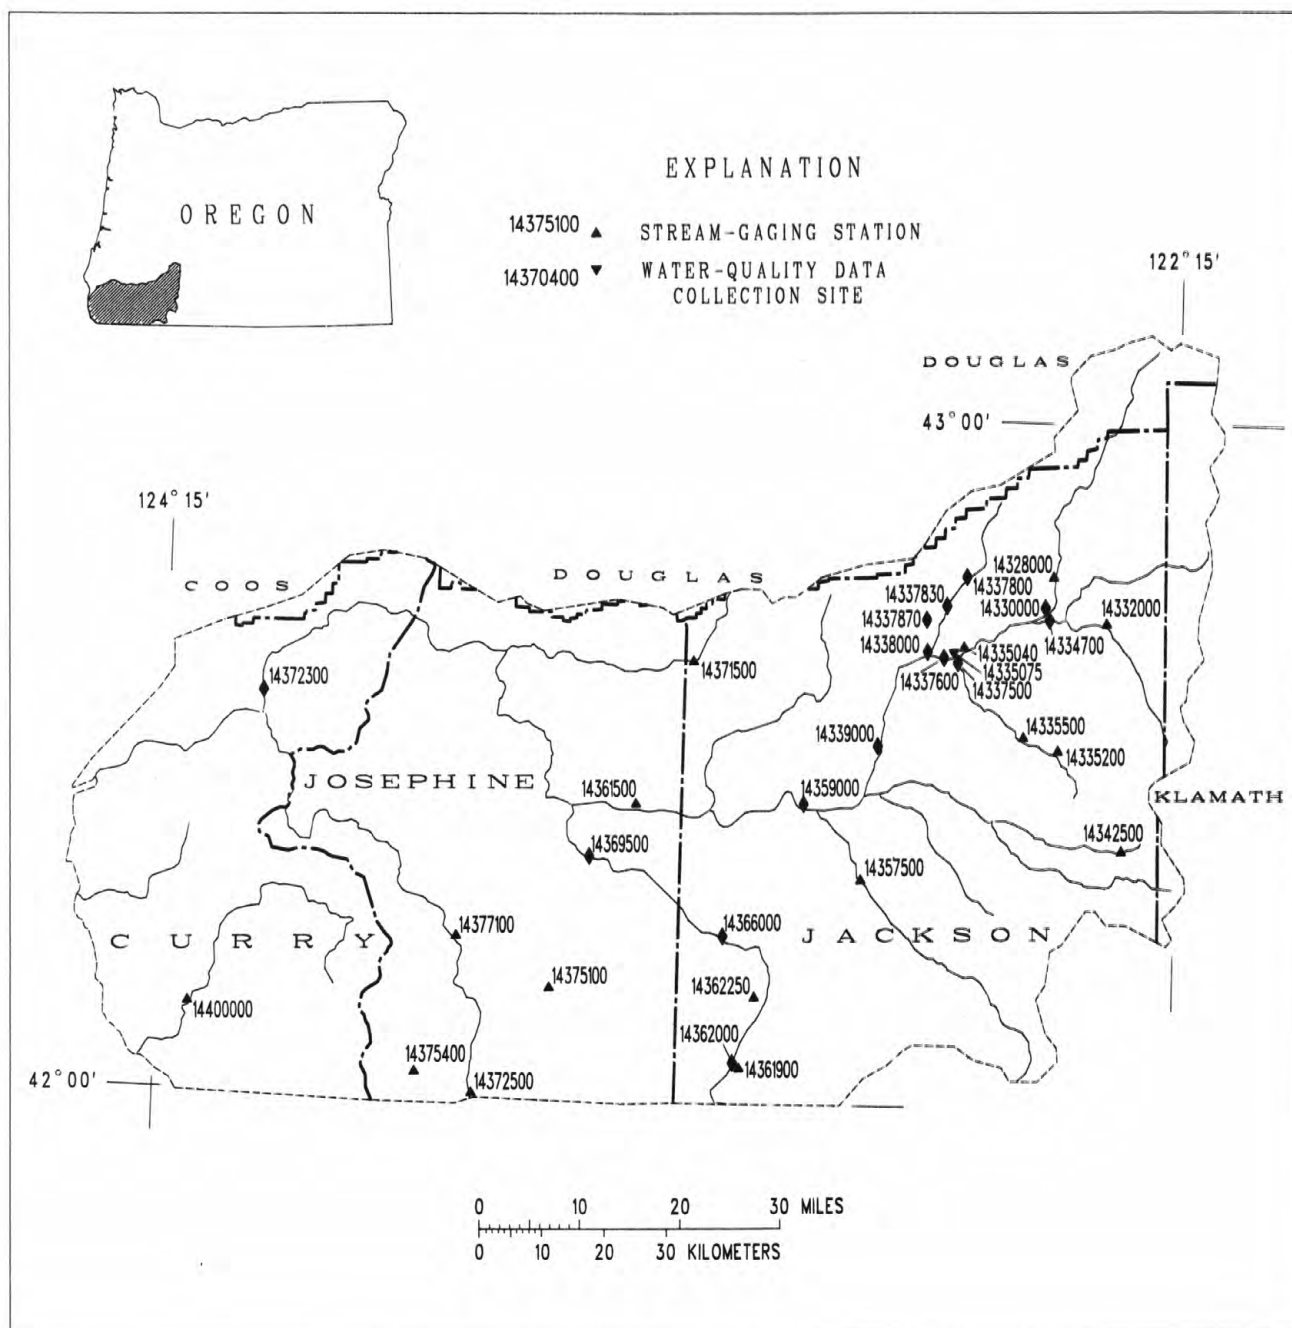 OREGON
EXPLANATION
14375100 STREAM-GAGING STATION
14370400 WATER-QUALITY DATA
COLLECTION SITE
122°15'
DOUGLAS
43°00'
124°15'
COOS
DOUGLAS
14328000
14337800
14337830
14330000
14332000
14337870
14338000
14334700
14335040
14335075
14337600
14337500
14371500
14372300
14335500
14339000
14335200
JOSEPHINE
14361500
14359000
KLAMATH
14342500
14369500
14357500
14377100
14366000
CURRY
JACKSON
14375100
14362250
14400000
14362000
14375400
14361900
42°00'
14372500
0 10 20 30 MILES
0 10 20 30 KILOMETERS